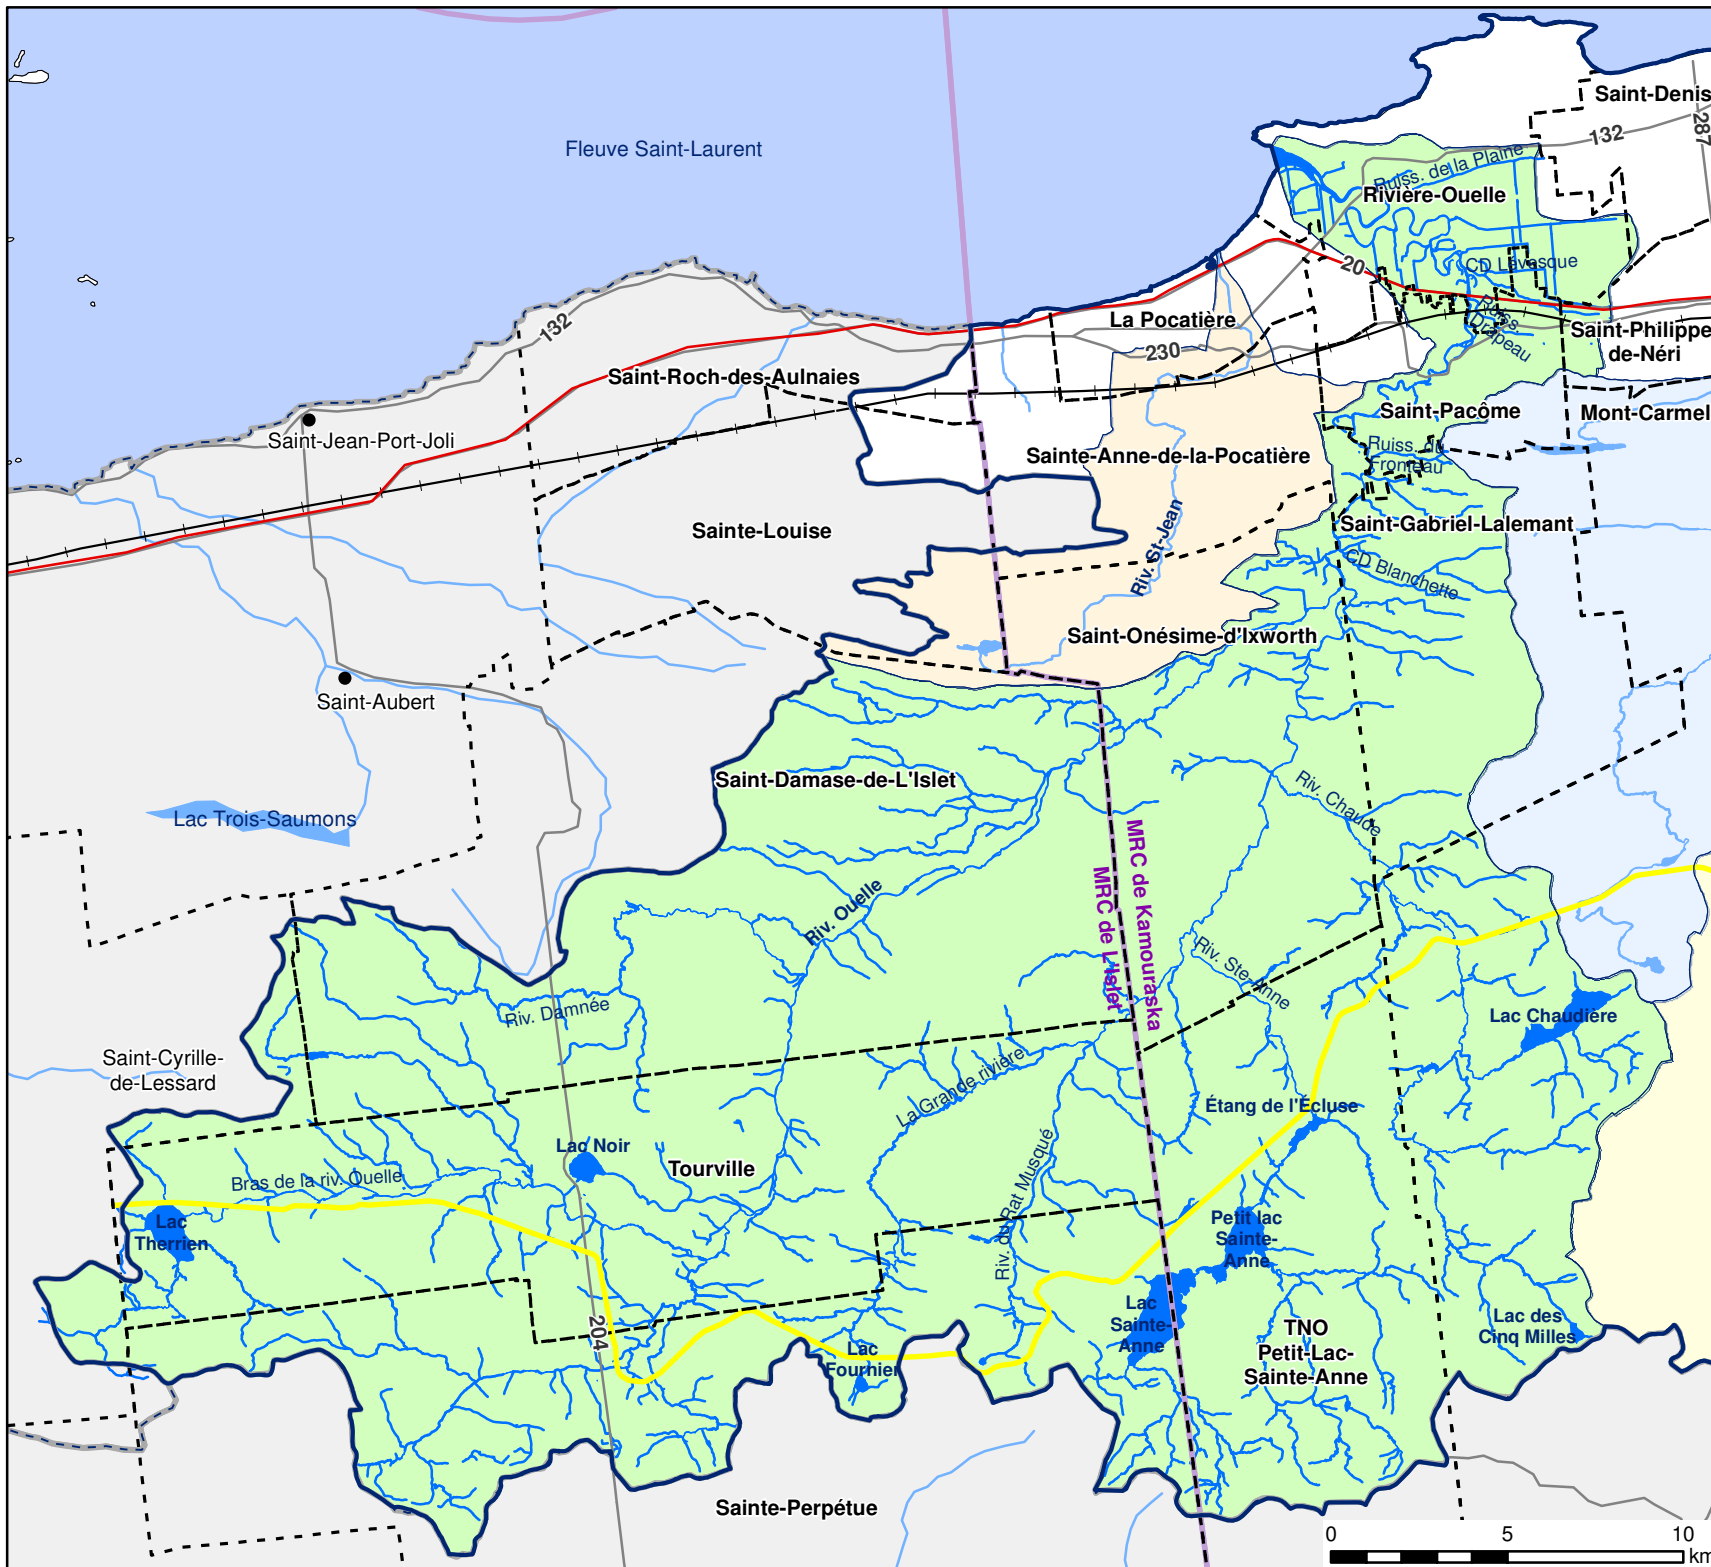 Saint-Denis
287
132
Fleuve Saint-Laurent
Ruiss. de la Plaine
Rivière-Ouelle
20
CD Lévesque
132
La Pocatière
Ruiss.
Drapeau
Saint-Philippe
de-Néri
230
Saint-Roch-des-Aulnaies
Saint-Pacôme
Mont-Carmel
Saint-Jean-Port-Joli
Ruiss. du
Fronteau
Sainte-Anne-de-la-Pocatière
Sainte-Louise
Saint-Gabriel-Lalemant
Riv. St-Jean
CD Blanchette
Saint-Onésime-d'Ixworth
Saint-Aubert
Saint-Damase-de-L'Islet
Riv. Chaude
Lac Trois-Saumons
MRC de Kamouraska
MRC de L'Islet
Riv. Ouelle
Riv. Ste-Anne
Riv. Damnée
Lac Chaudière
Saint-Cyrille-
de-Lessard
La Grande rivière
Étang de l'Écluse
Lac Noir
Tourville
Riv. du Rat Musqué
Bras de la riv. Ouelle
Lac
Therrien
Petit lac
Sainte-
Anne
Lac
Sainte-
Anne
204
Lac des
Cinq Milles
TNO
Petit-Lac-
Sainte-Anne
Lac
Fournier
Sainte-Perpétue
0 5 10
km